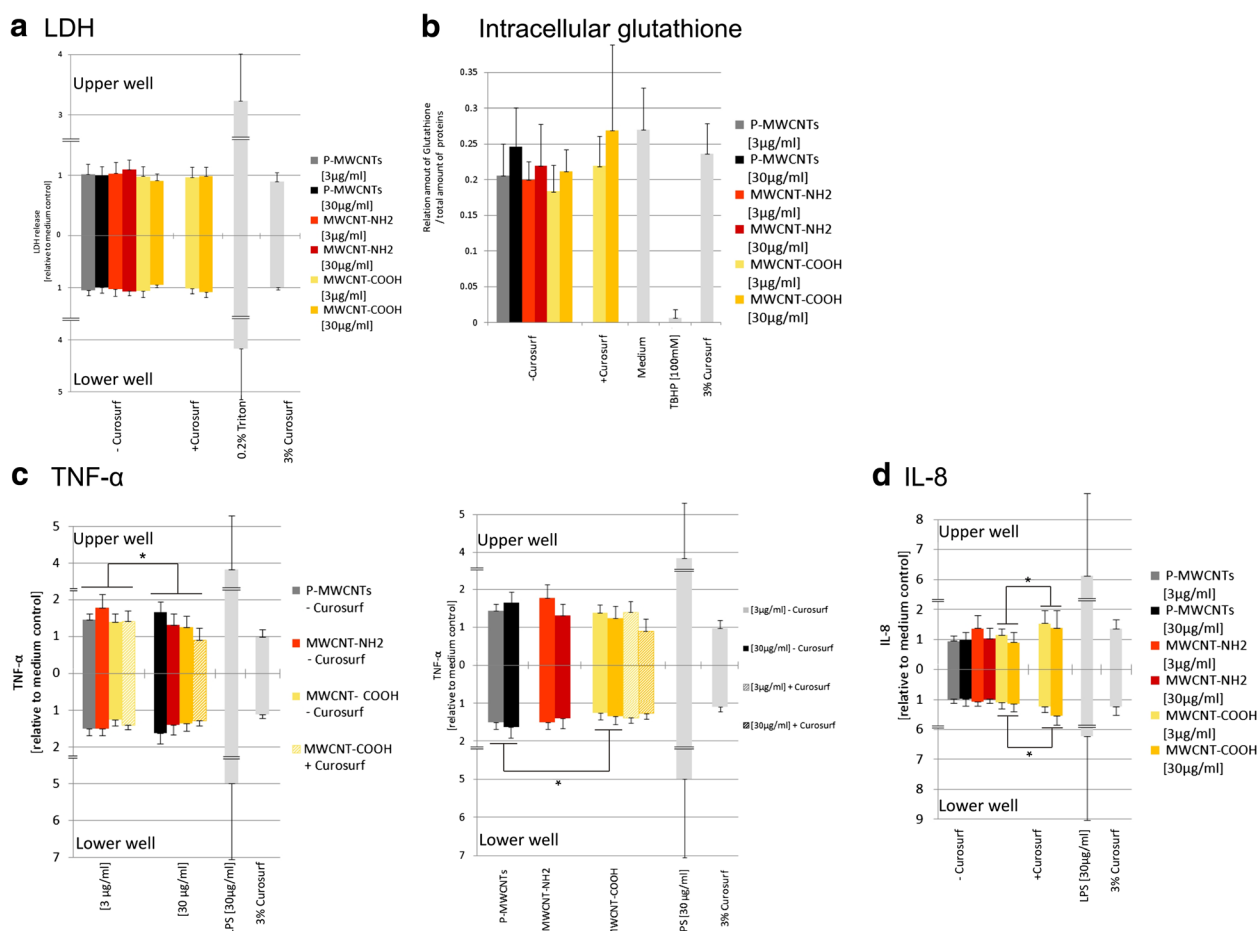 a LDH
4
Upper well
3
1
0
1
4
Lower well
5
LDH release
[relative to medium control]
- Curosurf
+Curosurf
0.2% Triton
3% Curosurf
P-MWCNTs
[3µg/ml]
P-MWCNTs
[30µg/ml]
MWCNT-NH2
[3µg/ml]
MWCNT-NH2
[30µg/ml]
MWCNT-COOH
[3µg/ml]
MWCNT-COOH
[30µg/ml]
b Intracellular glutathione
0.35
0.3
0.25
0.2
0.15
0.1
0.05
0
Relation amout of Glutathione
/ total amount of proteins
-Curosurf
+Curosurf
Medium
TBHP [100mM]
3% Curosurf
P-MWCNTs
[3µg/ml]
P-MWCNTs
[30µg/ml]
MWCNT-NH2
[3µg/ml]
MWCNT-NH2
[30µg/ml]
MWCNT-COOH
[3µg/ml]
MWCNT-COOH
[30µg/ml]
c TNF-α
5
Upper well
4
*
2
1
0
1
2
5
6
Lower well
7
TNF-α
[relative to medium control]
[3 µg/ml]
[30 µg/ml]
LPS [30µg/ml]
3% Curosurf
P-MWCNTs
- Curosurf
MWCNT-NH2
- Curosurf
MWCNT- COOH
- Curosurf
MWCNT-COOH
+ Curosurf
5
Upper well
4
2
1
0
1
2
*
5
6
Lower well
7
TNF-α
[relative to medium control]
P-MWCNTs
MWCNT-NH2
MWCNT-COOH
LPS [30 µg/ml]
3% Curosurf
[3µg/ml] - Curosurf
[30µg/ml] - Curosurf
[3µg/ml] + Curosurf
[30µg/ml] + Curosurf
d IL-8
8
Upper well
7
6
*
2
1
0
1
6
*
7
8
Lower well
9
IL-8
[relative to medium control]
- Curosurf
+Curosurf
LPS [30µg/ml]
3% Curosurf
P-MWCNTs
[3µg/ml]
P-MWCNTs
[30µg/ml]
MWCNT-NH2
[3µg/ml]
MWCNT-NH2
[30µg/ml]
MWCNT-COOH
[3µg/ml]
MWCNT-COOH
[30µg/ml]